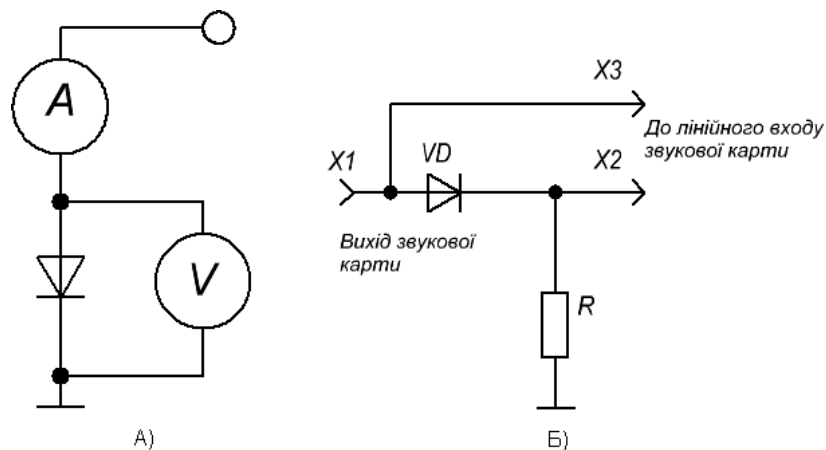 A
V
А)
X3
До лінійного входу
звукової карти
X1
VD
X2
Вихід звукової
карти
R
Б)